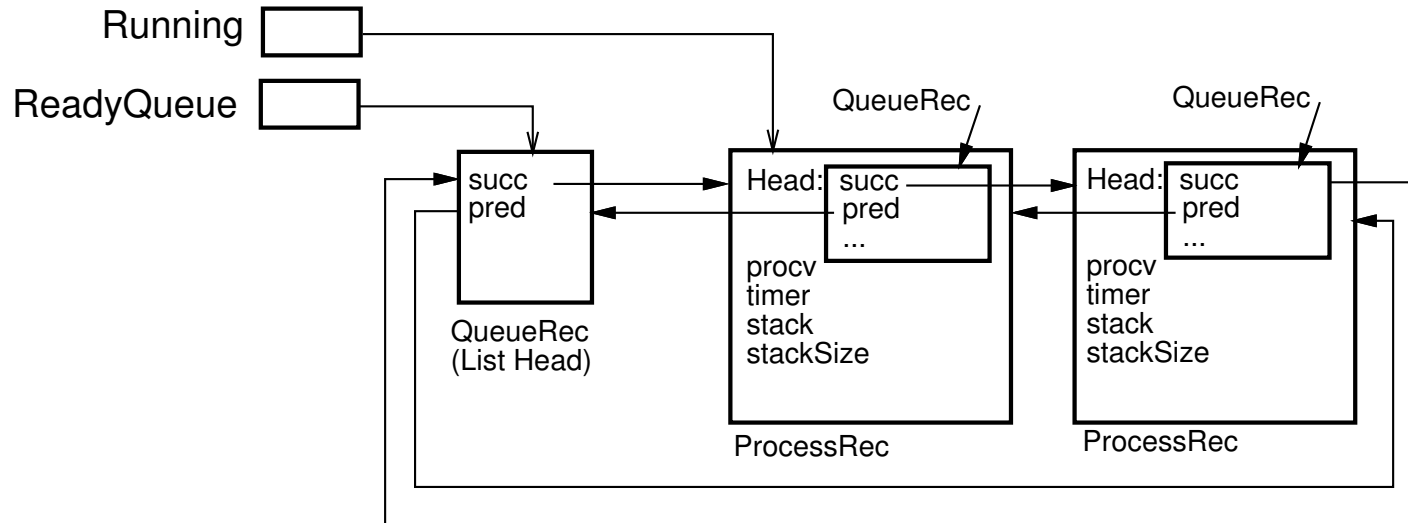 Running
ReadyQueue
QueueRec
QueueRec
succ
pred
QueueRec
(List Head)
Head: succ
pred
...
procv
timer
stack
stackSize
ProcessRec
Head: succ
pred
...
procv
timer
stack
stackSize
ProcessRec